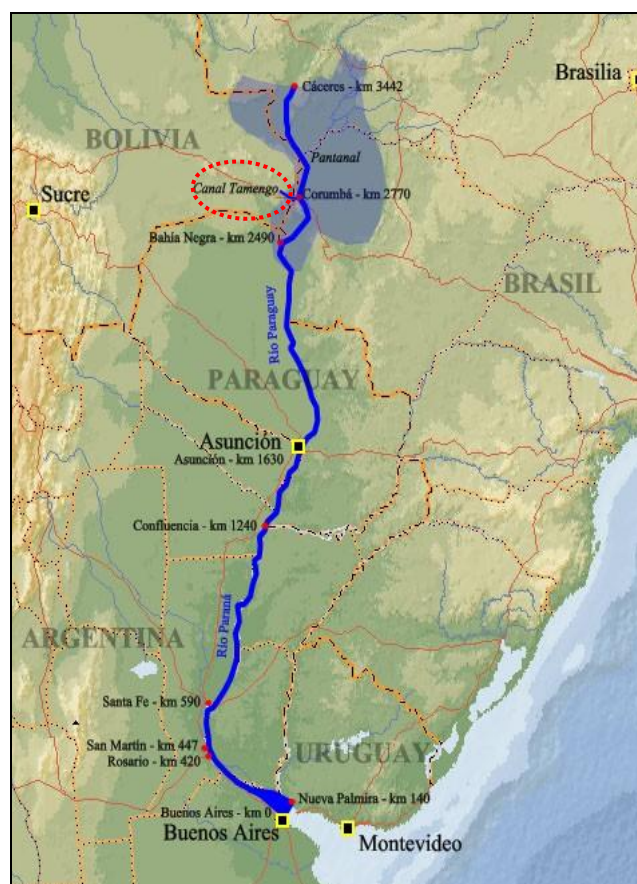 Brasilia
Cáceres - km 3442
BOLIVIA
Pantanal
Canal Tamengo
Corumbá - km 2770
Sucre
Bahía Negra - km 2490
BRASIL
Río Paraguay
PARAGUAY
Asunción
Asunción - km 1630
Confluencia - km 1240
Río Paraná
ARGENTINA
Santa Fe - km 590
San Martín - km 447
Rosario - km 420
URUGUAY
Nueva Palmira - km 140
Buenos Aires - km 0
Buenos Aires
Montevideo